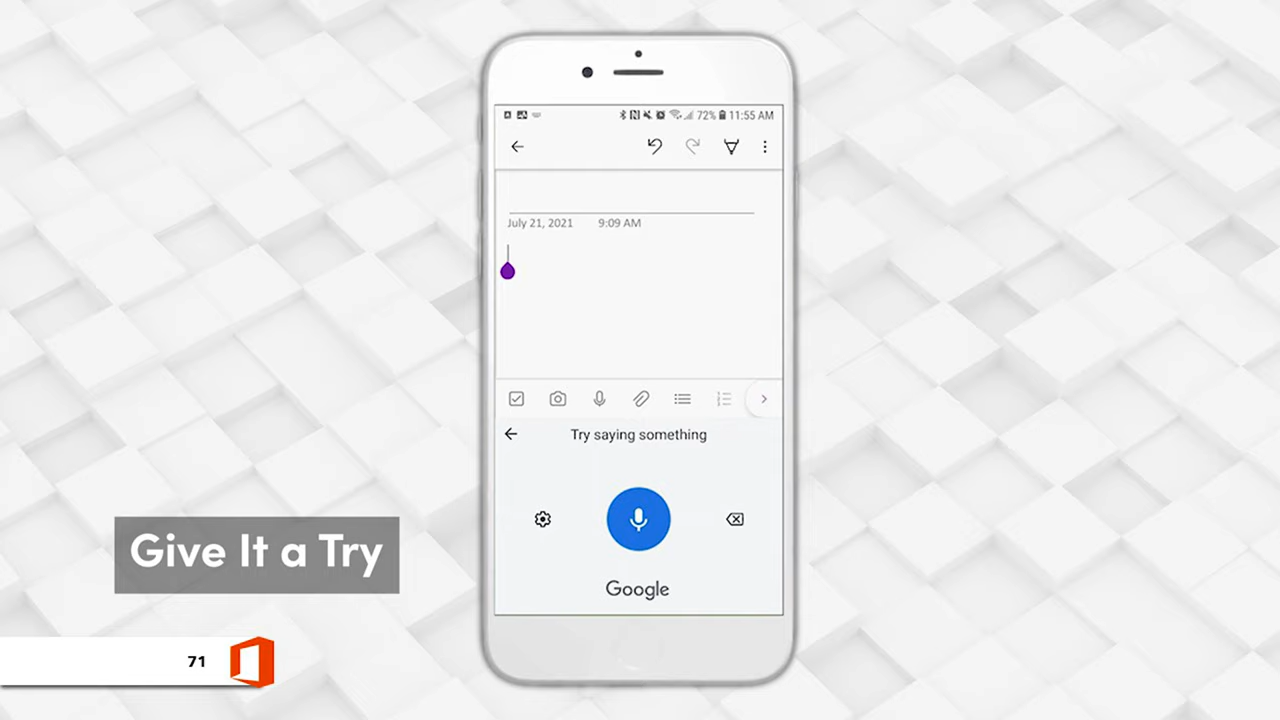 72% 11:55 AM
July 21, 2021 9:09 AM
Try saying something
Google
Give It a Try
71